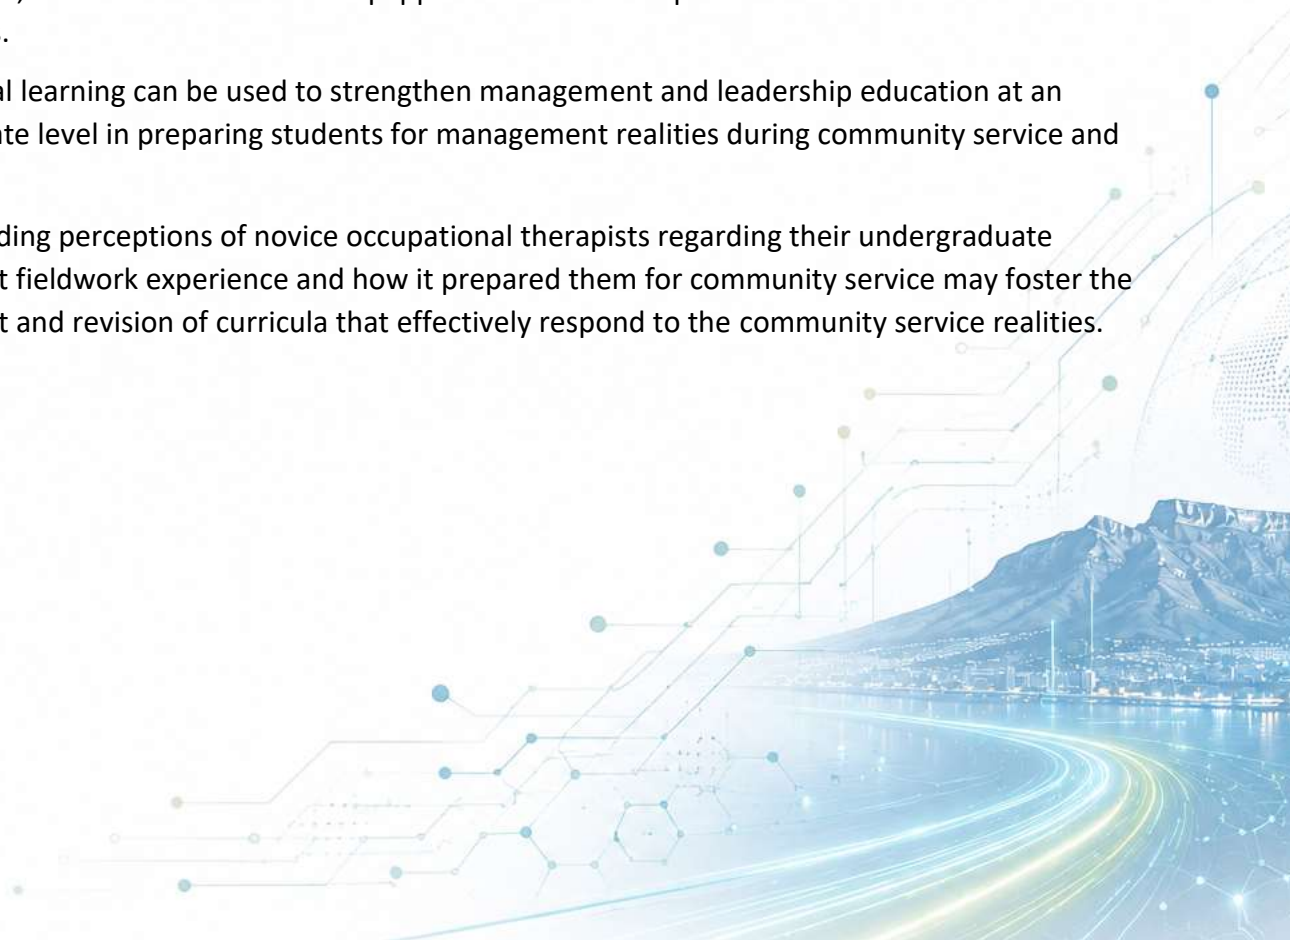 al learning can be used to strengthen management and leadership education at an
te level in preparing students for management realities during community service and
ding perceptions of novice occupational therapists regarding their undergraduate
t fieldwork experience and how it prepared them for community service may foster the
t and revision of curricula that effectively respond to the community service realities.